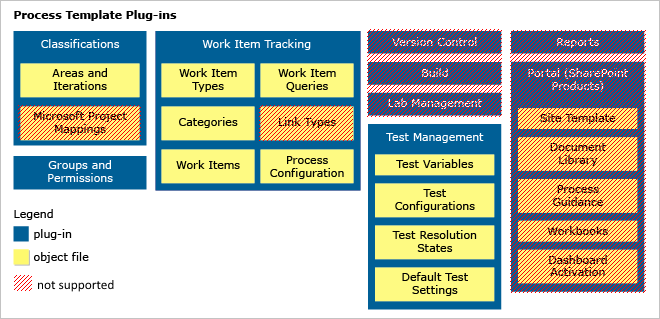 Process Template Plug-ins
Classifications
Areas and
Iterations
Microsoft Project
Mappings
Groups and
Permissions
Work Item Tracking
Work Item
Types
Work Item
Queries
Categories
Link Types
Work Items
Process
Configuration
Version Control
Build
Lab Management
Test Management
Test Variables
Test
Configurations
Test Resolution
States
Default Test
Settings
Reports
Portal (SharePoint
Products)
Site Template
Document
Library
Process
Guidance
Workbooks
Dashboard
Activation
Legend
plug-in
object file
not supported